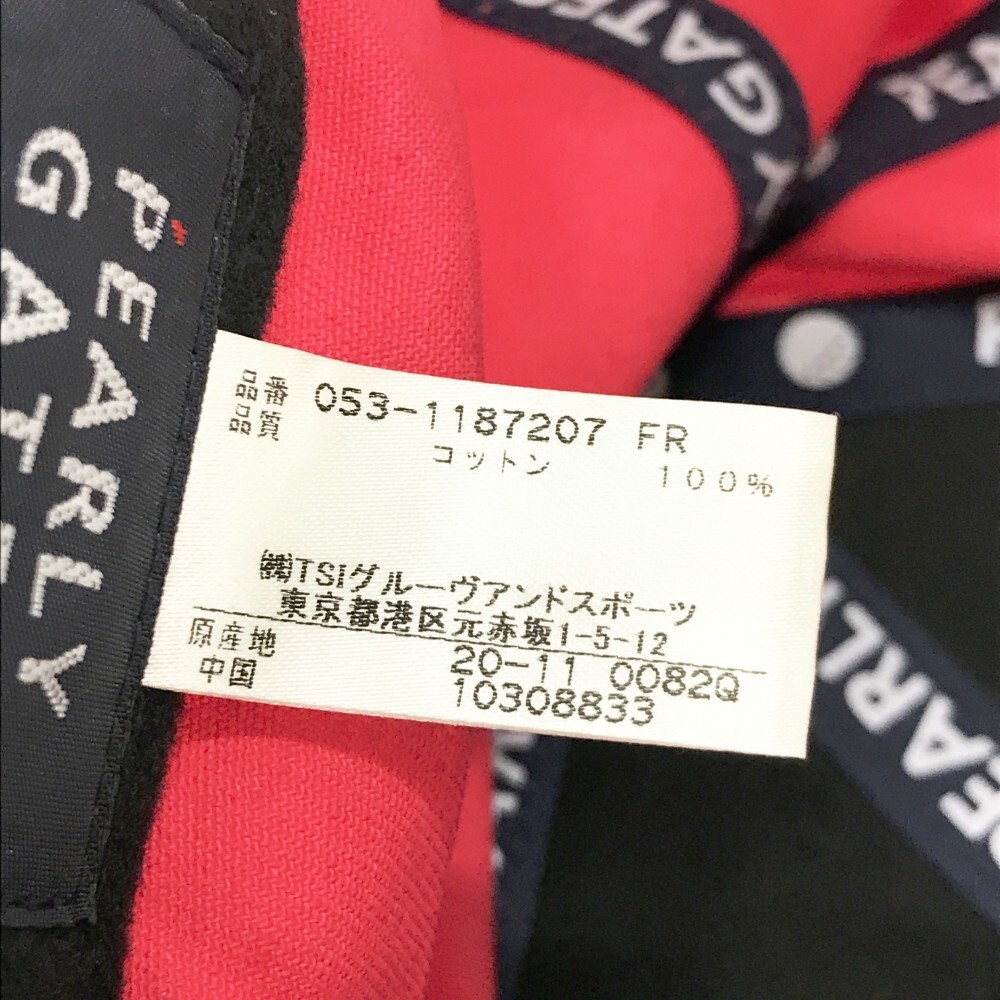 PEARLY
GATE
GATES
PEARLY
品番 053-1187207 FR
品質 コットン 100%
㈱TSIグルーヴアンドスポーツ
東京都港区元赤坂1-5-12
原産地 20-11 0082Q
中国 10308833